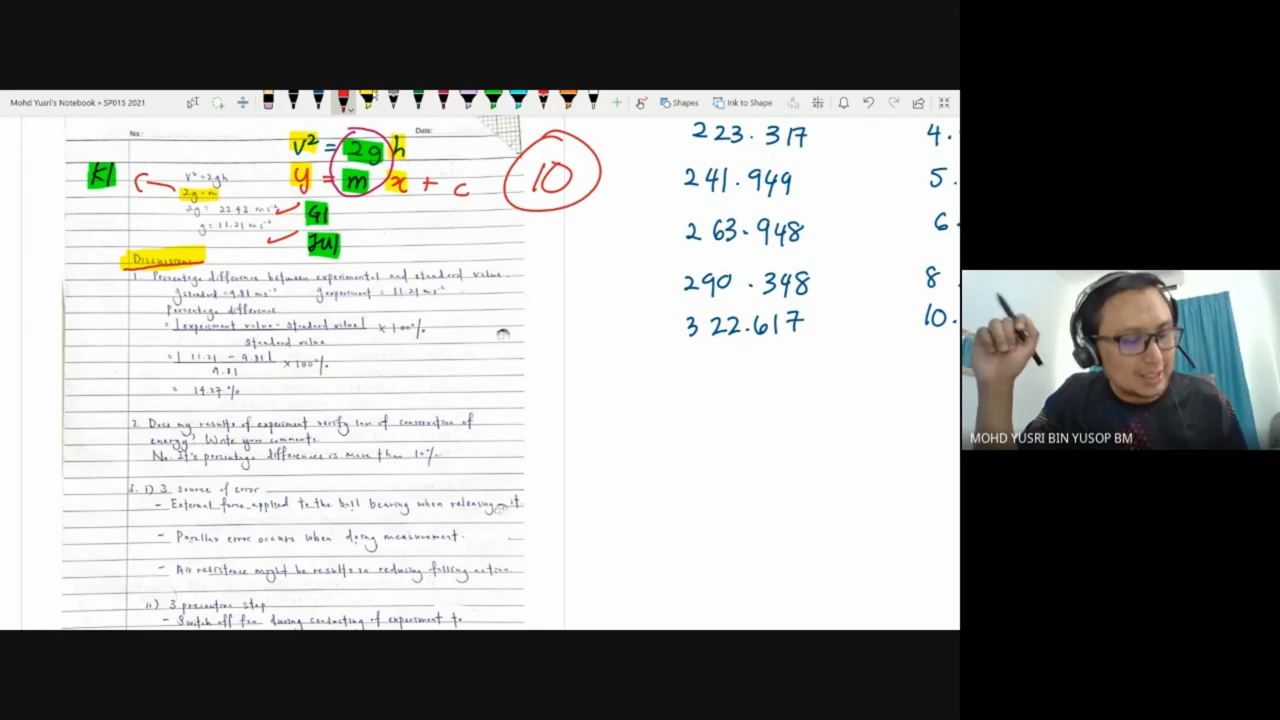 Mohd Yusri's Notebook » SP015 2021
Shapes
Ink to Shape
No.:
Date:
v² = 2g h
y = m x + c
10
K1
v² = 2gh
2g = m
2g = 22.43 ms⁻²
G1
g = 11.21 ms⁻²
JU1
Discussion
1. Percentage difference between experimental and standard value.
g standard = 9.81 ms⁻² g experiment = 11.21 ms⁻²
Percentage difference
= |experiment value - standard value| × 100%
standard value
= | 11.21 - 9.81 | × 100%
9.81
= 14.27 %
2. Does my results of experiment verify law of conservation of
energy? Write your comments.
No. It's percentage differences is more than 10%.
3. i) 3 source of error
- External force applied to the ball bearing when releasing it
- Parallax error occurs when doing measurement.
- Air resistance might be results in reducing falling action
ii) 3 precaution step
- Switch off fan during conducting of experiment to
223.317 4.
241.949 5.
263.948 6
290.348 8
322.617 10.
MOHD YUSRI BIN YUSOP BM